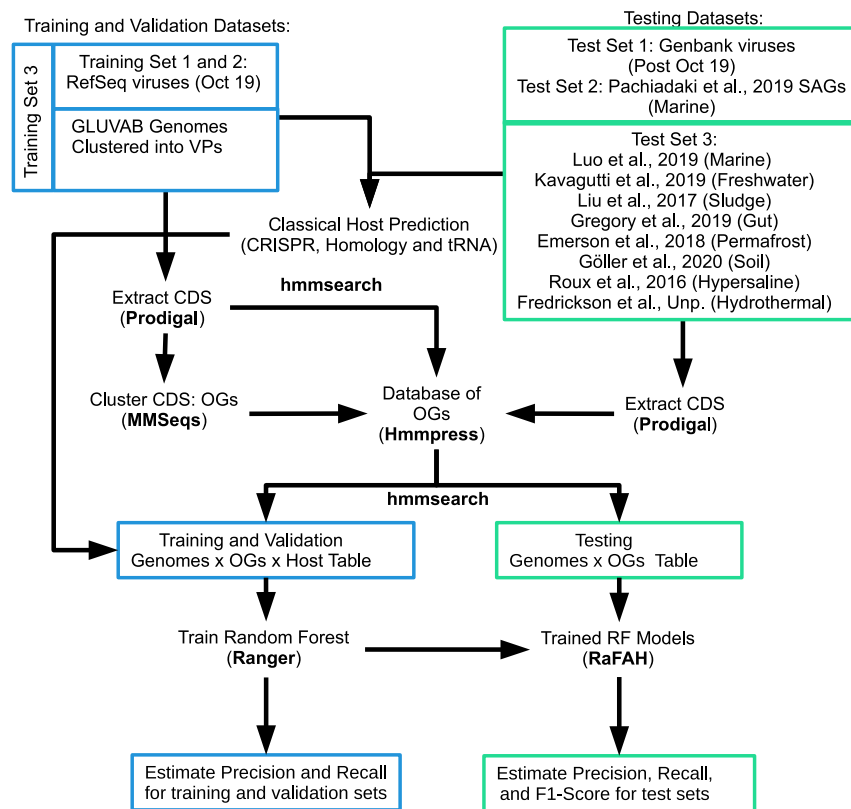 Training and Validation Datasets:
Training Set 3
Training Set 1 and 2:
RefSeq viruses (Oct 19)
GLUVAB Genomes
Clustered into VPs
Testing Datasets:
Test Set 1: Genbank viruses
(Post Oct 19)
Test Set 2: Pachiadaki et al., 2019 SAGs
(Marine)
Test Set 3:
Luo et al., 2019 (Marine)
Kavagutti et al., 2019 (Freshwater)
Liu et al., 2017 (Sludge)
Gregory et al., 2019 (Gut)
Emerson et al., 2018 (Permafrost)
Göller et al., 2020 (Soil)
Roux et al., 2016 (Hypersaline)
Fredrickson et al., Unp. (Hydrothermal)
Classical Host Prediction
(CRISPR, Homology and tRNA)
hmmsearch
Extract CDS
(Prodigal)
Cluster CDS: OGs
(MMSeqs)
Database of
OGs
(Hmmpress)
Extract CDS
(Prodigal)
hmmsearch
Training and Validation
Genomes x OGs x Host Table
Testing
Genomes x OGs Table
Train Random Forest
(Ranger)
Trained RF Models
(RaFAH)
Estimate Precision and Recall
for training and validation sets
Estimate Precision, Recall,
and F1-Score for test sets